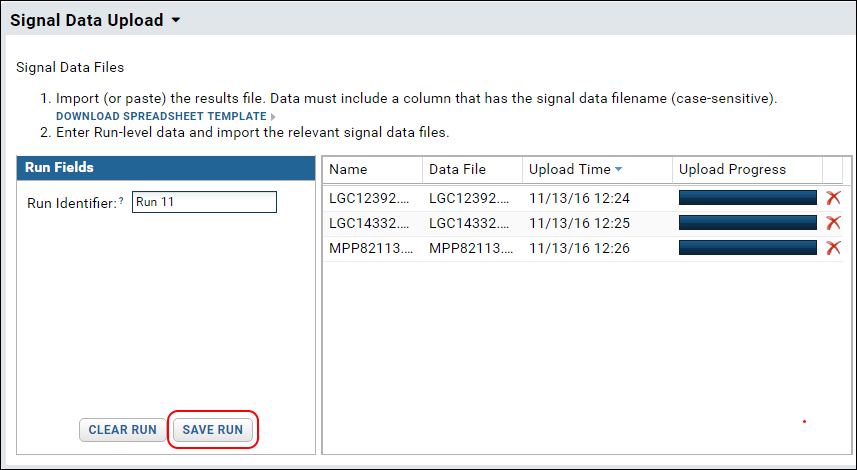 Signal Data Upload
Signal Data Files
1. Import (or paste) the results file. Data must include a column that has the signal data filename (case-sensitive).
DOWNLOAD SPREADSHEET TEMPLATE
2. Enter Run-level data and import the relevant signal data files.
Run Fields
Run Identifier:? Run 11
CLEAR RUN SAVE RUN
Name Data File Upload Time Upload Progress
LGC12392.... LGC12392.... 11/13/16 12:24
LGC14332.... LGC14332.... 11/13/16 12:25
MPP82113.... MPP82113.... 11/13/16 12:26